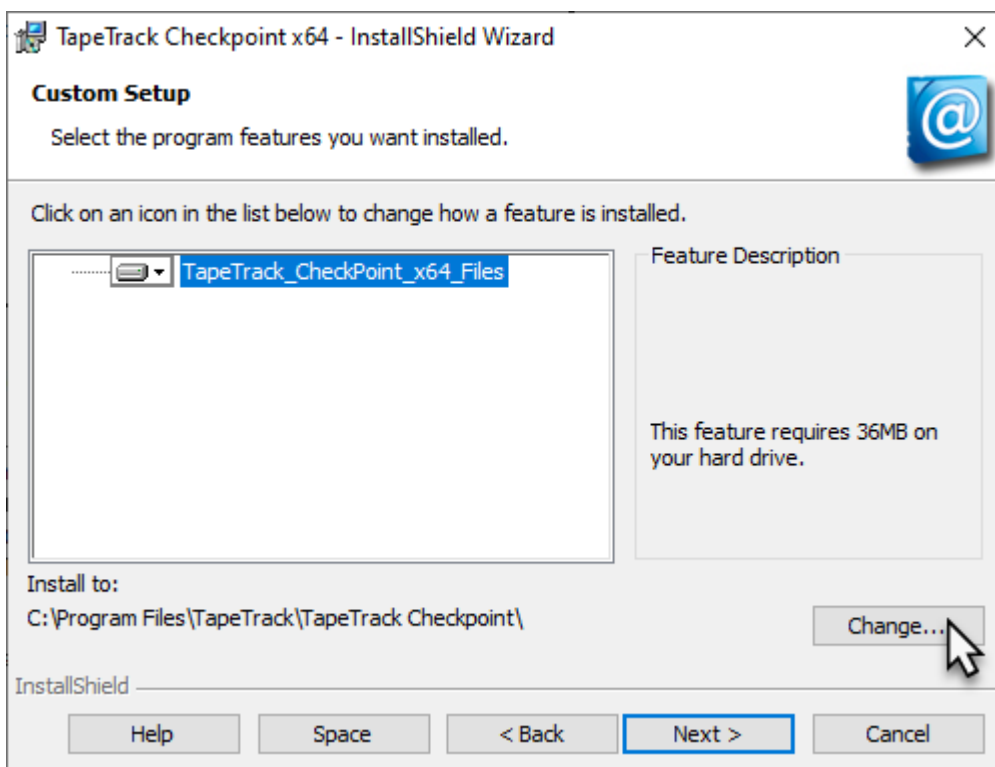 TapeTrack Checkpoint x64 - InstallShield Wizard
Custom Setup
Select the program features you want installed.
@
Click on an icon in the list below to change how a feature is installed.
TapeTrack_CheckPoint_x64_Files
Feature Description
This feature requires 36MB on
your hard drive.
Install to:
C:\Program Files\TapeTrack\TapeTrack Checkpoint\
Change...
InstallShield
Help
Space
< Back
Next >
Cancel